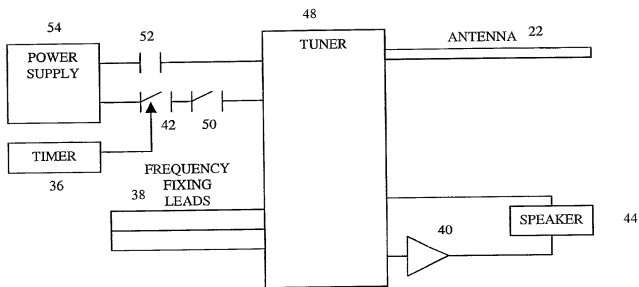 48
54
TUNER
ANTENNA 22
52
POWER
SUPPLY
42
50
TIMER
36
FREQUENCY
FIXING
LEADS
38
40
SPEAKER
44